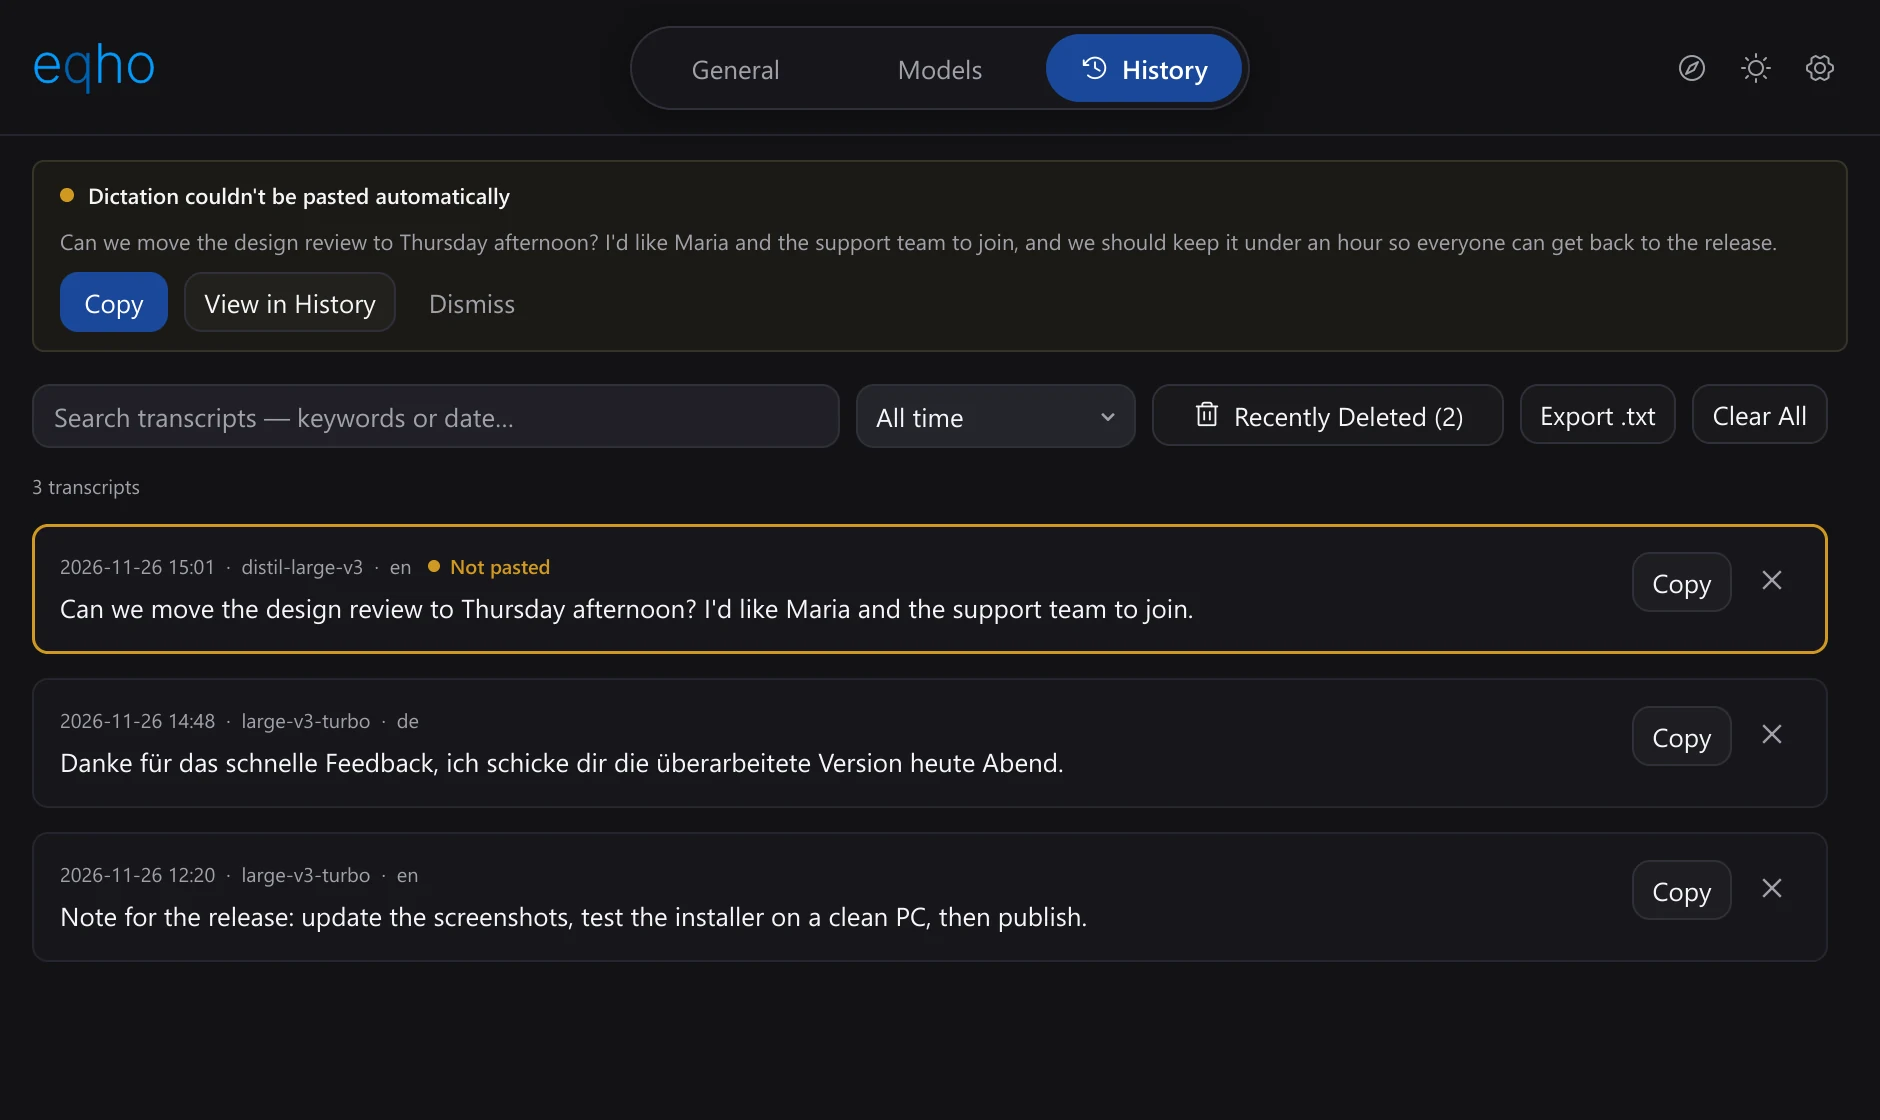 eqho
General
Models
History
Dictation couldn't be pasted automatically
Can we move the design review to Thursday afternoon? I'd like Maria and the support team to join, and we should keep it under an hour so everyone can get back to the release.
Copy
View in History
Dismiss
Search transcripts — keywords or date...
All time
Recently Deleted (2)
Export .txt
Clear All
3 transcripts
2026-11-26 15:01 · distil-large-v3 · en Not pasted
Can we move the design review to Thursday afternoon? I'd like Maria and the support team to join.
Copy
2026-11-26 14:48 · large-v3-turbo · de
Danke für das schnelle Feedback, ich schicke dir die überarbeitete Version heute Abend.
Copy
2026-11-26 12:20 · large-v3-turbo · en
Note for the release: update the screenshots, test the installer on a clean PC, then publish.
Copy